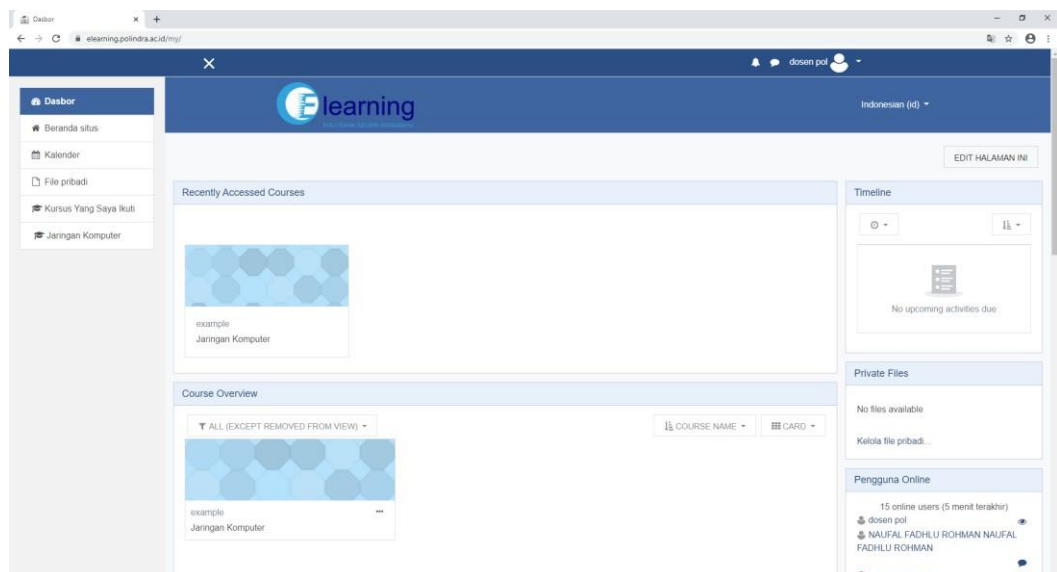 Dasbor
elearning.polindra.ac.id/my/
dosen pol
Dasbor
Beranda situs
Kalender
File pribadi
Kursus Yang Saya Ikuti
Jaringan Komputer
Elearning
Indonesian (id)
EDIT HALAMAN INI
Recently Accessed Courses
example
Jaringan Komputer
Course Overview
ALL (EXCEPT REMOVED FROM VIEW)
COURSE NAME
CARD
example
Jaringan Komputer
Timeline
No upcoming activities due
Private Files
No files available
Kelola file pribadi...
Pengguna Online
15 online users (5 menit terakhir)
dosen pol
NAUFAL FADHLU ROHMAN NAUFAL
FADHLU ROHMAN